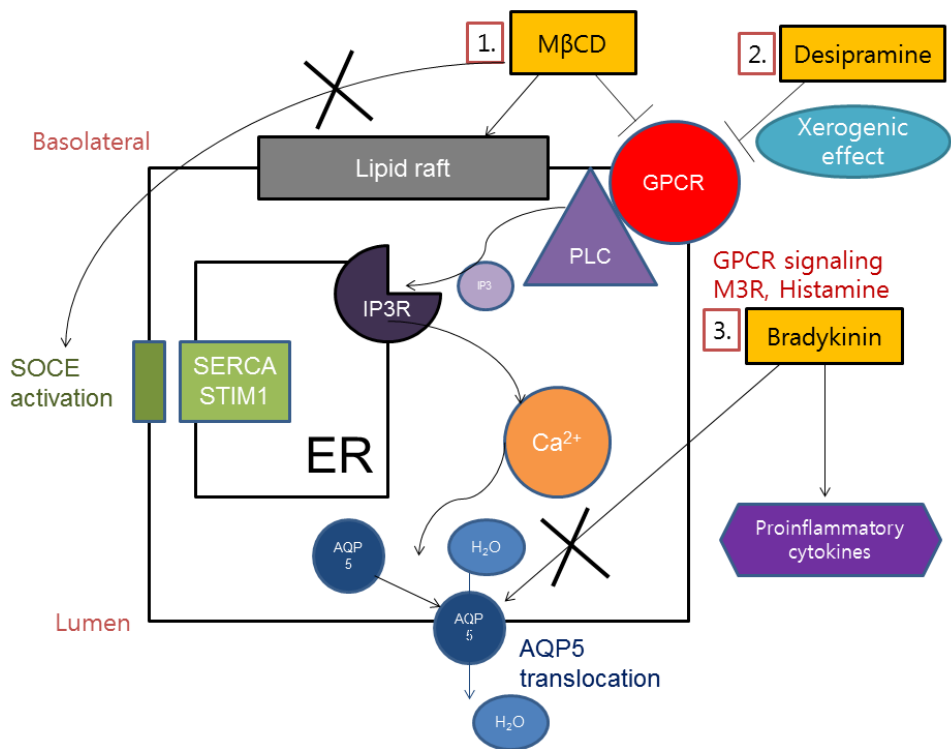 1.
MβCD
2.
Desipramine
Xerogenic
effect
Basolateral
Lipid raft
GPCR
PLC
IP3
IP3R
GPCR signaling
M3R, Histamine
3.
Bradykinin
SOCE
activation
SERCA
STIM1
ER
Ca²⁺
Proinflammatory
cytokines
AQP
5
H₂O
Lumen
AQP
5
AQP5
translocation
H₂O